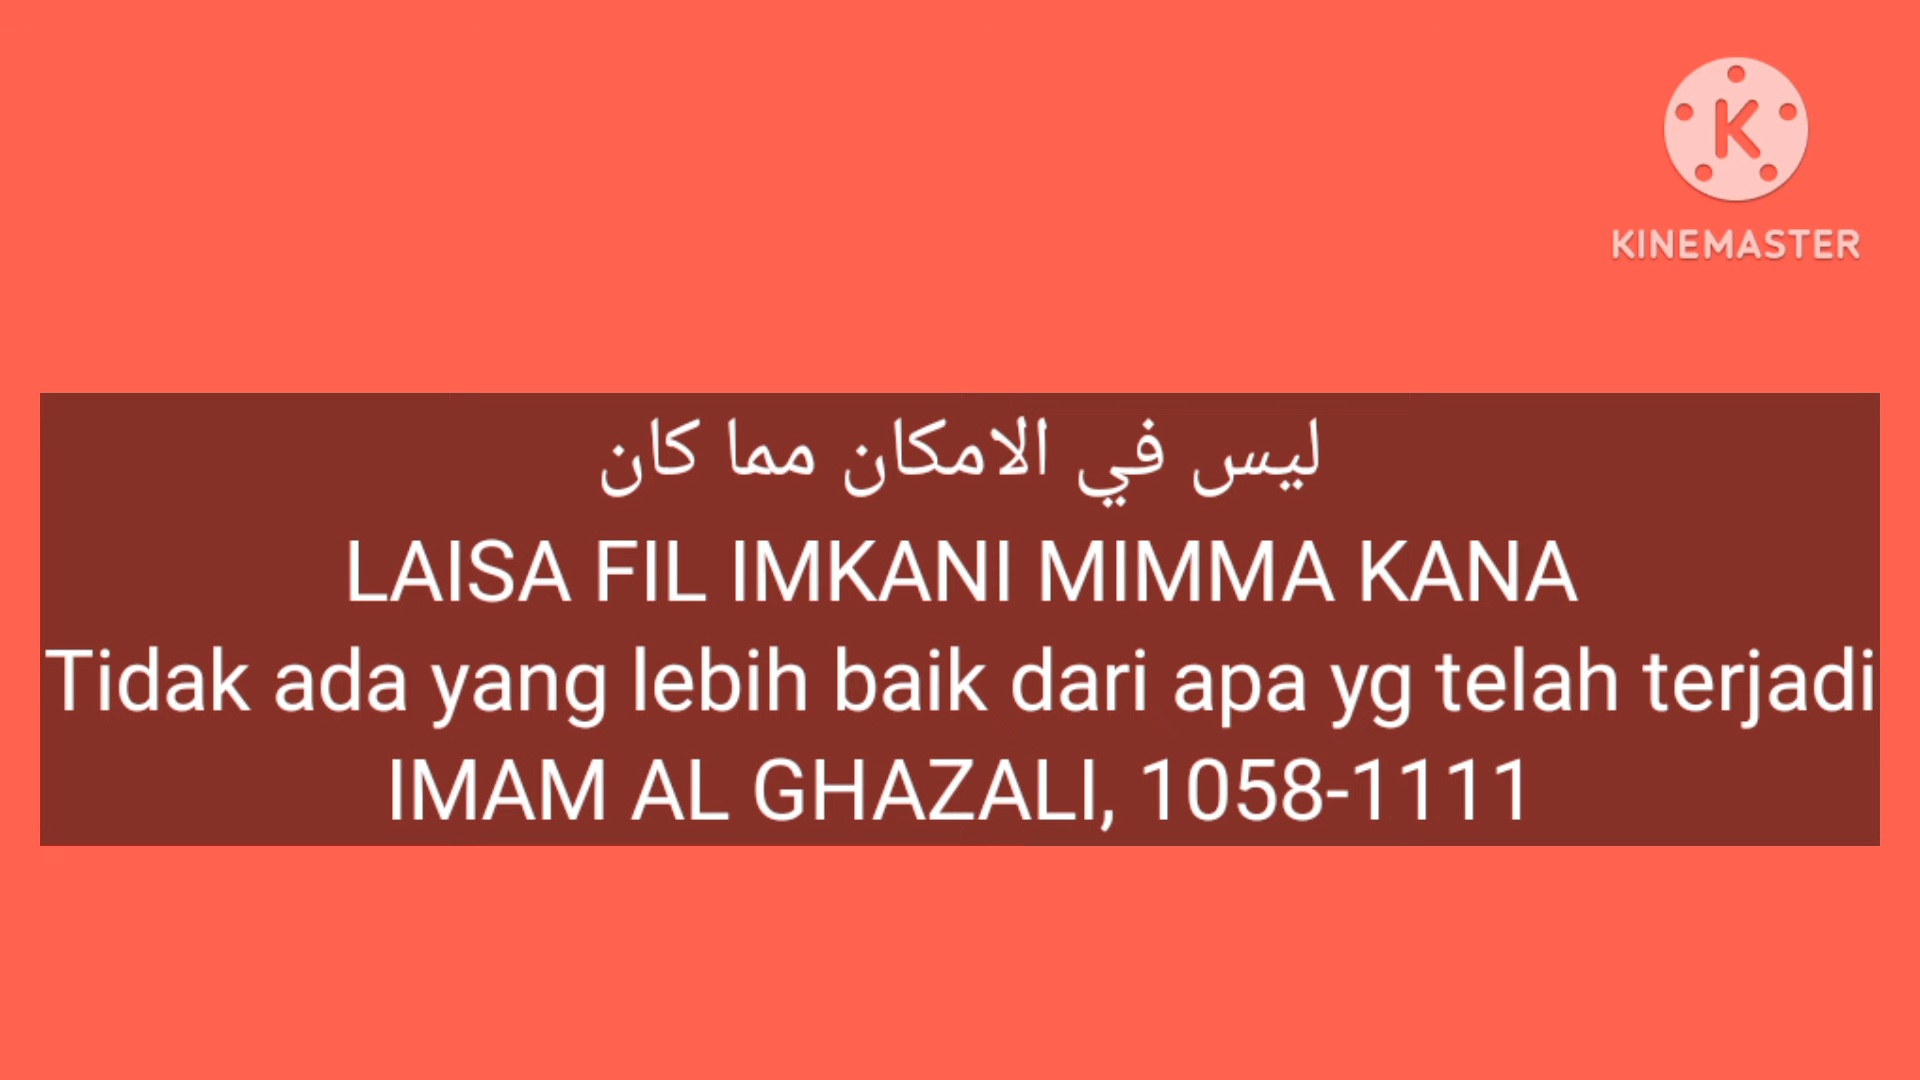 KINEMASTER
ليس في الامكان مما كان
LAISA FIL IMKANI MIMMA KANA
Tidak ada yang lebih baik dari apa yg telah terjadi
IMAM AL GHAZALI, 1058-1111